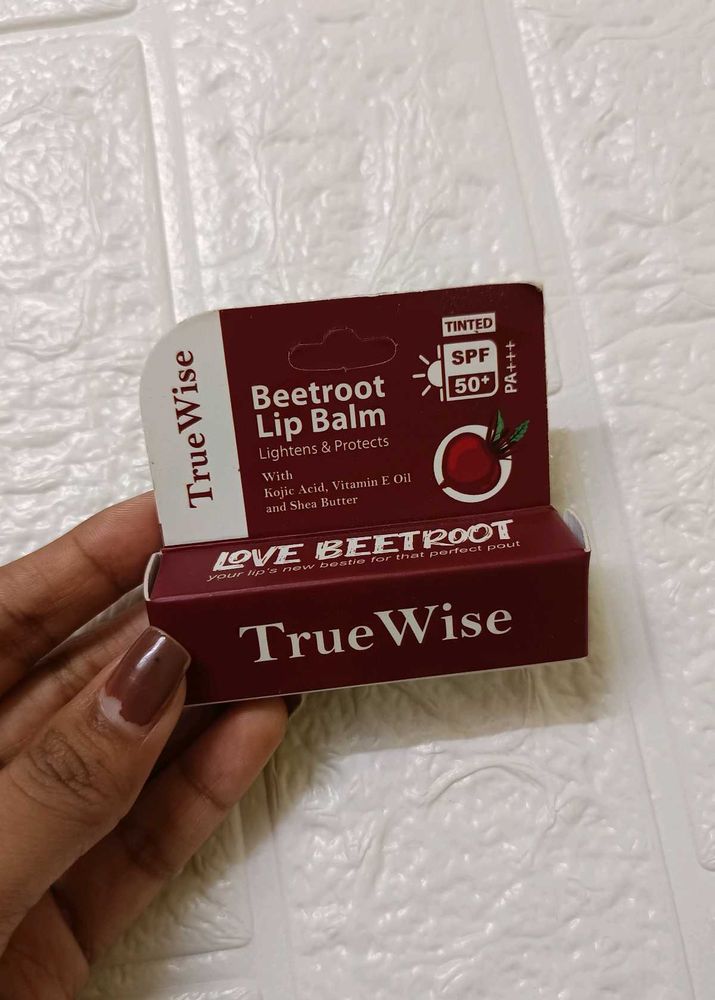 TrueWise
Beetroot
Lip Balm
Lightens & Protects
With
Kojic Acid, Vitamin E Oil
and Shea Butter
TINTED
SPF
50+
PA+++
LOVE BEETROOT
your lip's new bestie for that perfect pout
TrueWise